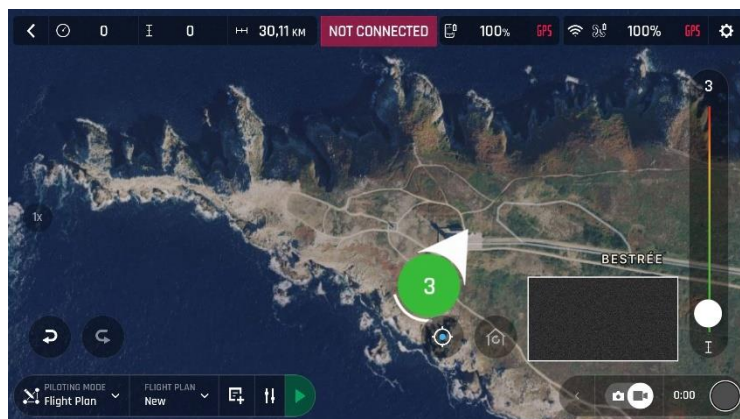 0 0 30,11 KM NOT CONNECTED 100% GPS 100% GPS
3
1x
BESTRÉE
3
PILOTING MODE
Flight Plan
FLIGHT PLAN
New
0:00